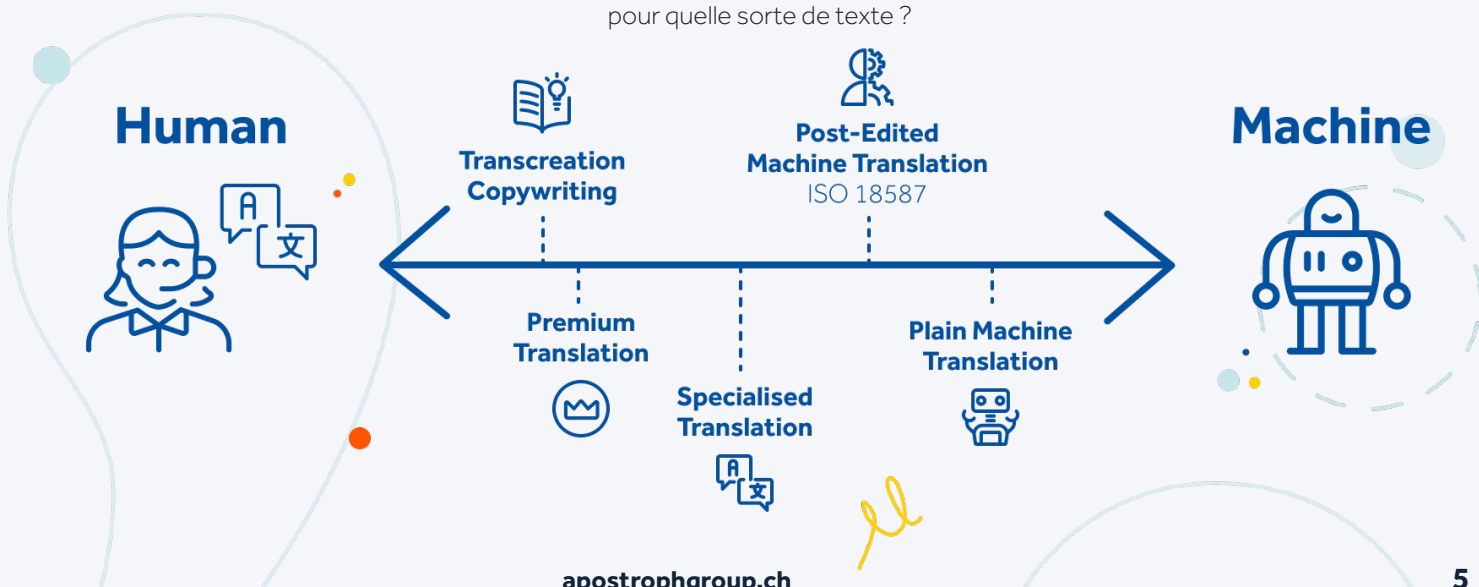 pour quelle sorte de texte ?
Human
Machine
Transcreation
Copywriting
Post-Edited
Machine Translation
ISO 18587
A
文
Premium
Translation
Specialised
Translation
A
文
Plain Machine
Translation
apostrophgroup.ch
5